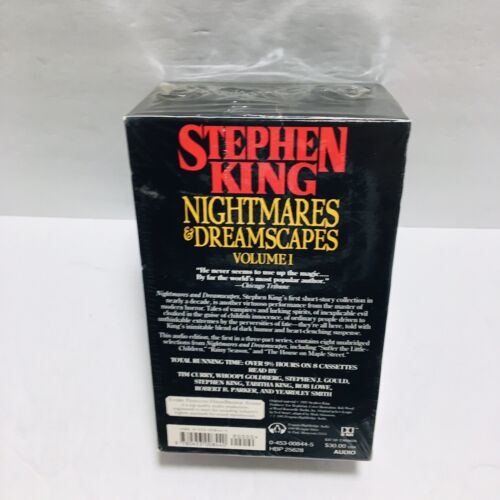 STEPHEN
KING
NIGHTMARES
& DREAMSCAPES
VOLUME I
"He never seems to use up the magic....
By far the world's most popular author."
—Chicago Tribune
Nightmares and Dreamscapes, Stephen King's first short-story collection in
nearly a decade, is another virtuoso performance from the master of
modern horror. Tales of vampires and lurking spirits, of inexplicable evil
cloaked in the guise of childish innocence, of ordinary people driven to
unthinkable extremes by the perversities of fate—they're all here, told with
King's inimitable blend of dark humor and heart-chilling suspense.
This audio edition, the first in a three-part series, contains eight unabridged
selections from Nightmares and Dreamscapes, including "Suffer the Little
Children," "Rainy Season," and "The House on Maple Street."
TOTAL RUNNING TIME: OVER 9½ HOURS ON 8 CASSETTES
READ BY
TIM CURRY, WHOOPI GOLDBERG, STEPHEN J. GOULD,
STEPHEN KING, TABITHA KING, ROB LOWE,
ROBERT B. PARKER, AND YEARDLEY SMITH
0-453-00844-5
HBP 25628
$30.00
AUDIO